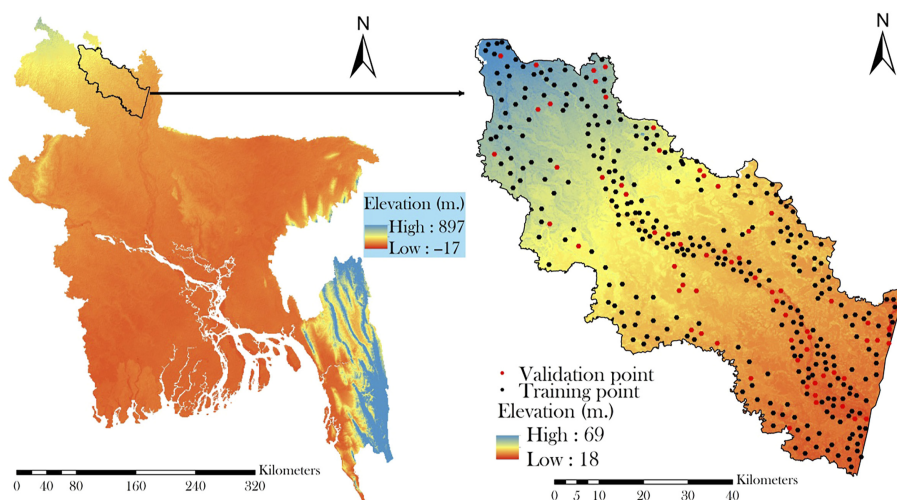 N
Elevation (m.)
High : 897
Low : –17
Kilometers
0 40 80 160 240 320
N
Validation point
Training point
Elevation (m.)
High : 69
Low : 18
Kilometers
0 5 10 20 30 40